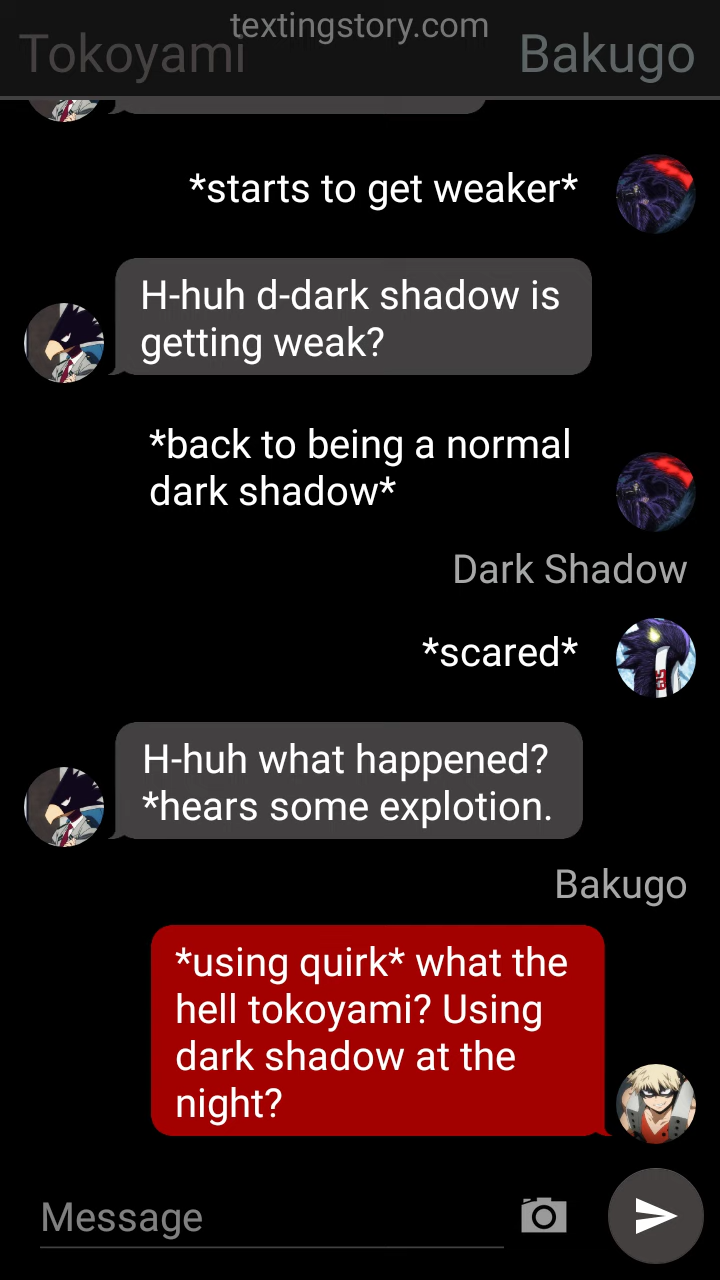 textingstory.com
Tokoyami
Bakugo
*starts to get weaker*
H-huh d-dark shadow is
getting weak?
*back to being a normal
dark shadow*
Dark Shadow
*scared*
H-huh what happened?
*hears some explotion.
Bakugo
*using quirk* what the
hell tokoyami? Using
dark shadow at the
night?
Message